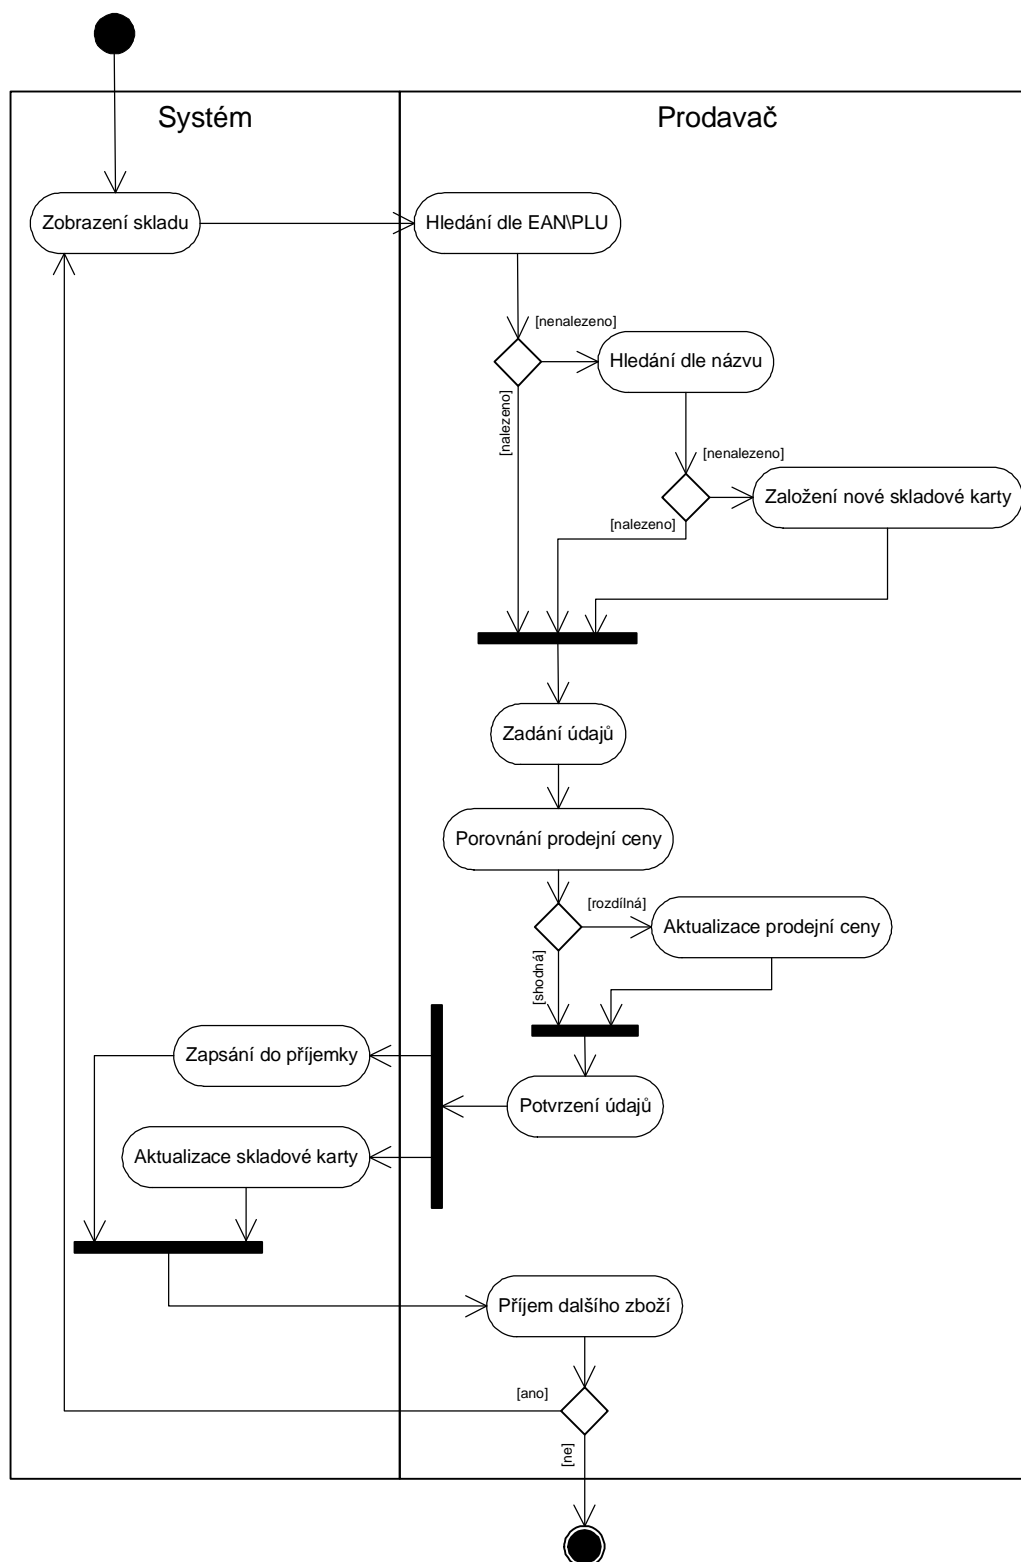 Systém
Prodavač
Zobrazení skladu
Hledání dle EAN\PLU
[nenalezeno]
Hledání dle názvu
[nalezeno]
[nenalezeno]
Založení nové skladové karty
[nalezeno]
Zadání údajů
Porovnání prodejní ceny
[rozdílná]
Aktualizace prodejní ceny
[shodná]
Zapsání do příjemky
Potvrzení údajů
Aktualizace skladové karty
Příjem dalšího zboží
[ano]
[ne]